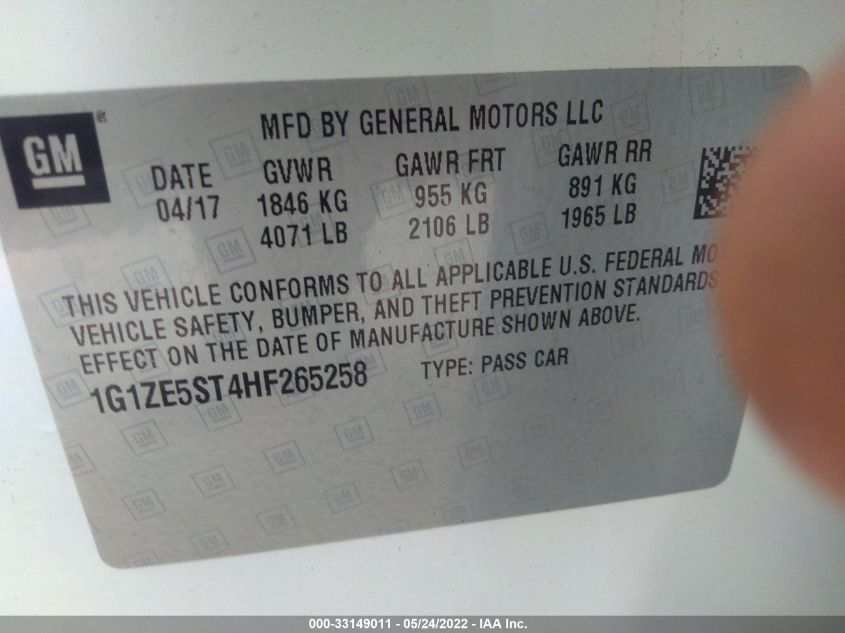 GM ®
MFD BY GENERAL MOTORS LLC
DATE GVWR GAWR FRT GAWR RR
04/17 1846 KG 955 KG 891 KG
4071 LB 2106 LB 1965 LB
THIS VEHICLE CONFORMS TO ALL APPLICABLE U.S. FEDERAL MO
VEHICLE SAFETY, BUMPER, AND THEFT PREVENTION STANDARDS
EFFECT ON THE DATE OF MANUFACTURE SHOWN ABOVE.
1G1ZE5ST4HF265258 TYPE: PASS CAR
000-33149011 - 05/24/2022 - IAA Inc.